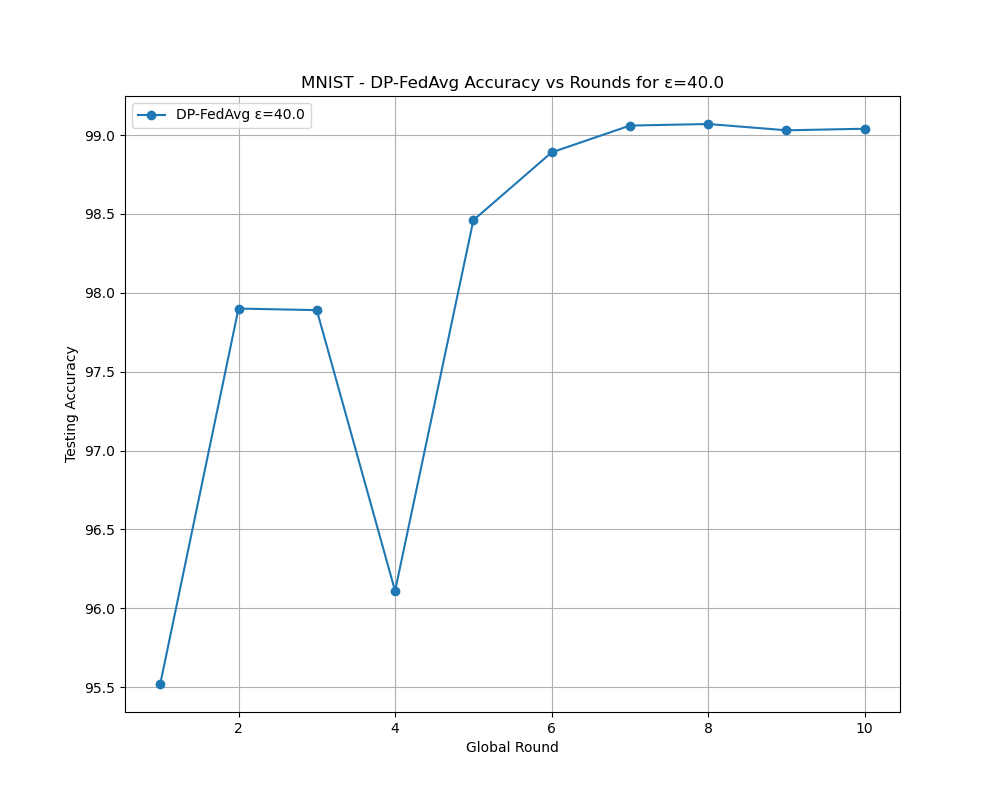 MNIST - DP-FedAvg Accuracy vs Rounds for ε=40.0
DP-FedAvg ε=40.0
99.0
98.5
98.0
97.5
97.0
96.5
96.0
95.5
Testing Accuracy
2 4 6 8 10
Global Round